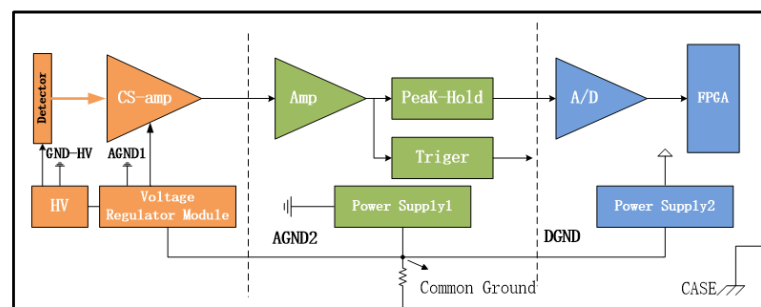 Detector
CS-amp
Amp
PeaK-Hold
A/D
FPGA
Triger
GND-HV
AGND1
HV
Voltage
Regulator Module
Power Supply1
Power Supply2
AGND2
DGND
Common Ground
CASE